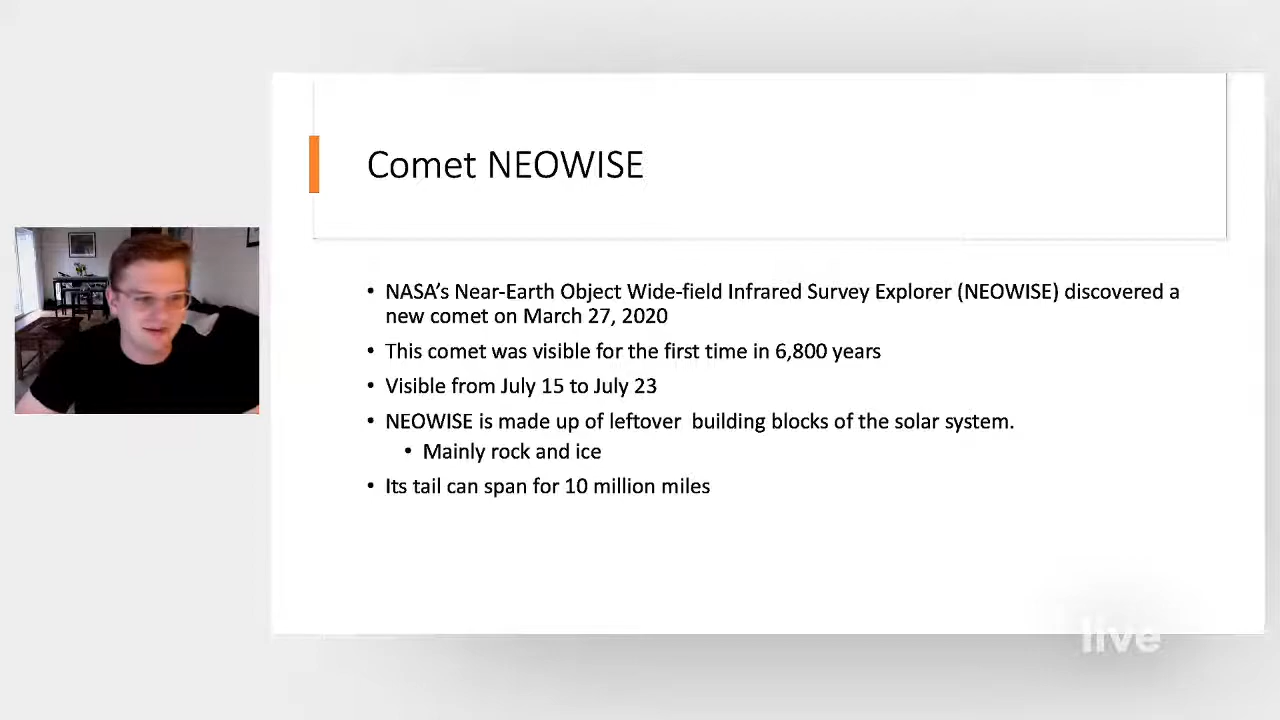 Comet NEOWISE
• NASA’s Near-Earth Object Wide-field Infrared Survey Explorer (NEOWISE) discovered a
new comet on March 27, 2020
• This comet was visible for the first time in 6,800 years
• Visible from July 15 to July 23
• NEOWISE is made up of leftover  building blocks of the solar system.
• Mainly rock and ice
• Its tail can span for 10 million miles
live